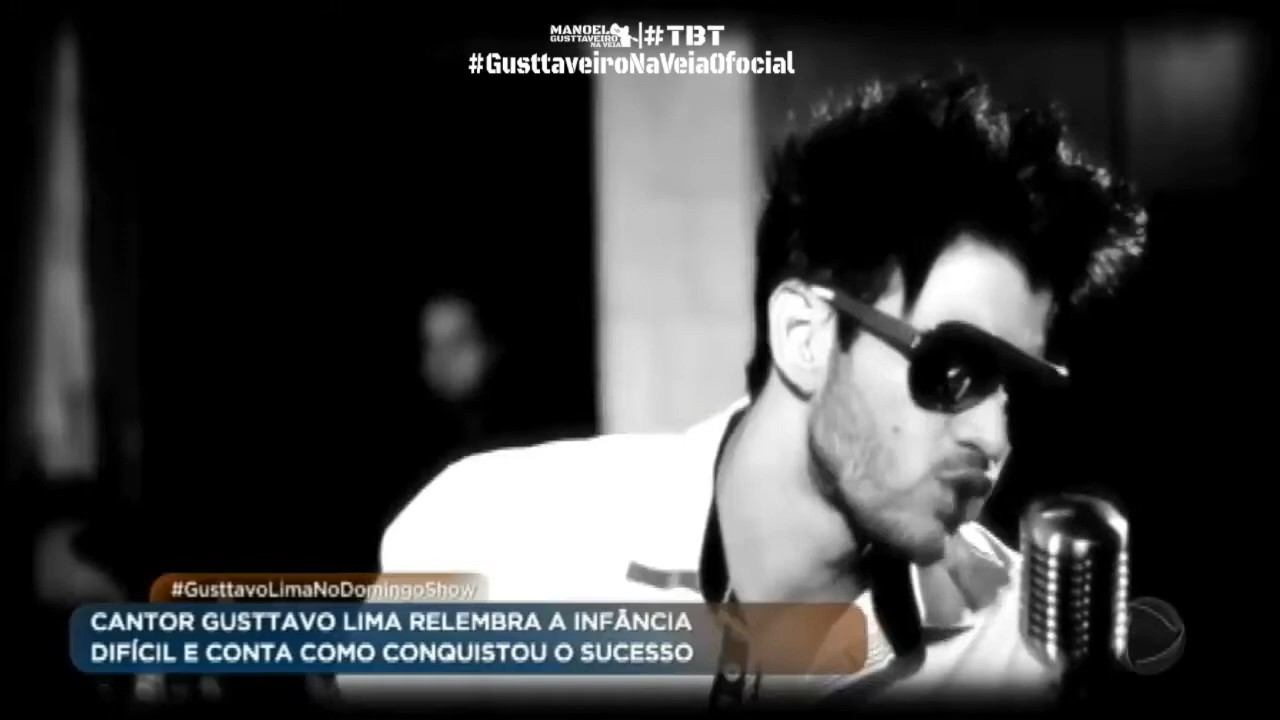 MANOEL GUSTTAVEIRO NA VEIA |#TBT
#GusttaveiroNaVeiaOfocial
#GusttavoLimaNoDomingoShow
CANTOR GUSTTAVO LIMA RELEMBRA A INFÂNCIA
DIFÍCIL E CONTA COMO CONQUISTOU O SUCESSO